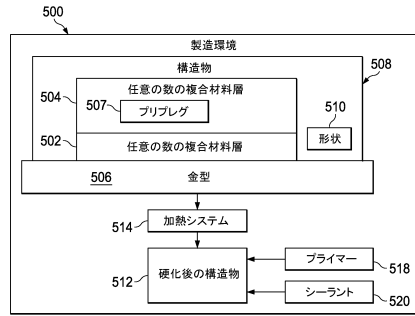 500
製造環境
構造物
508
504
任意の数の複合材料層
507
プリプレグ
510
形状
502
任意の数の複合材料層
506
金型
514
加熱システム
512
硬化後の構造物
プライマー
518
シーラント
520